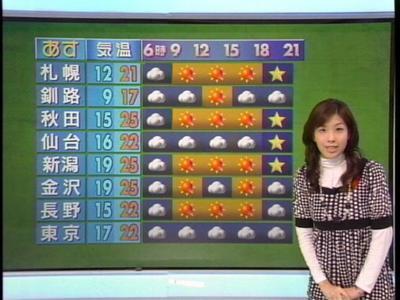 あす 気温 6時 9 12 15 18 21
札幌 12 21
釧路 9 17
秋田 15 25
仙台 16 22
新潟 19 25
金沢 19 25
長野 15 22
東京 17 22